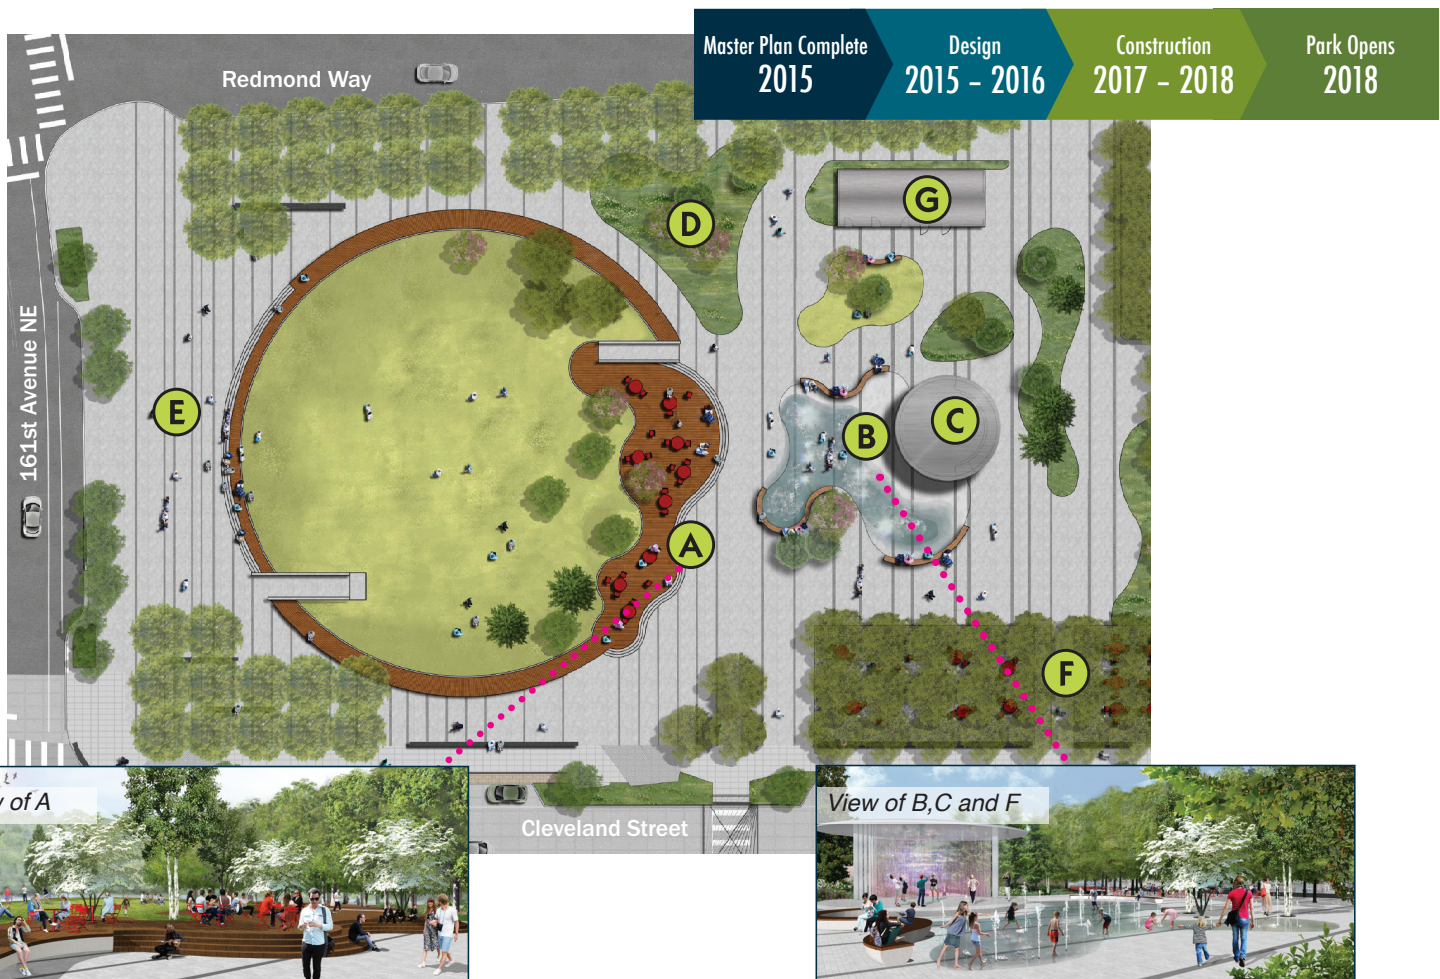 Master Plan Complete
2015
Design
2015 – 2016
Construction
2017 – 2018
Park Opens
2018
Redmond Way
161st Avenue NE
D
G
E
B
C
A
F
of A
View of B,C and F
Cleveland Street